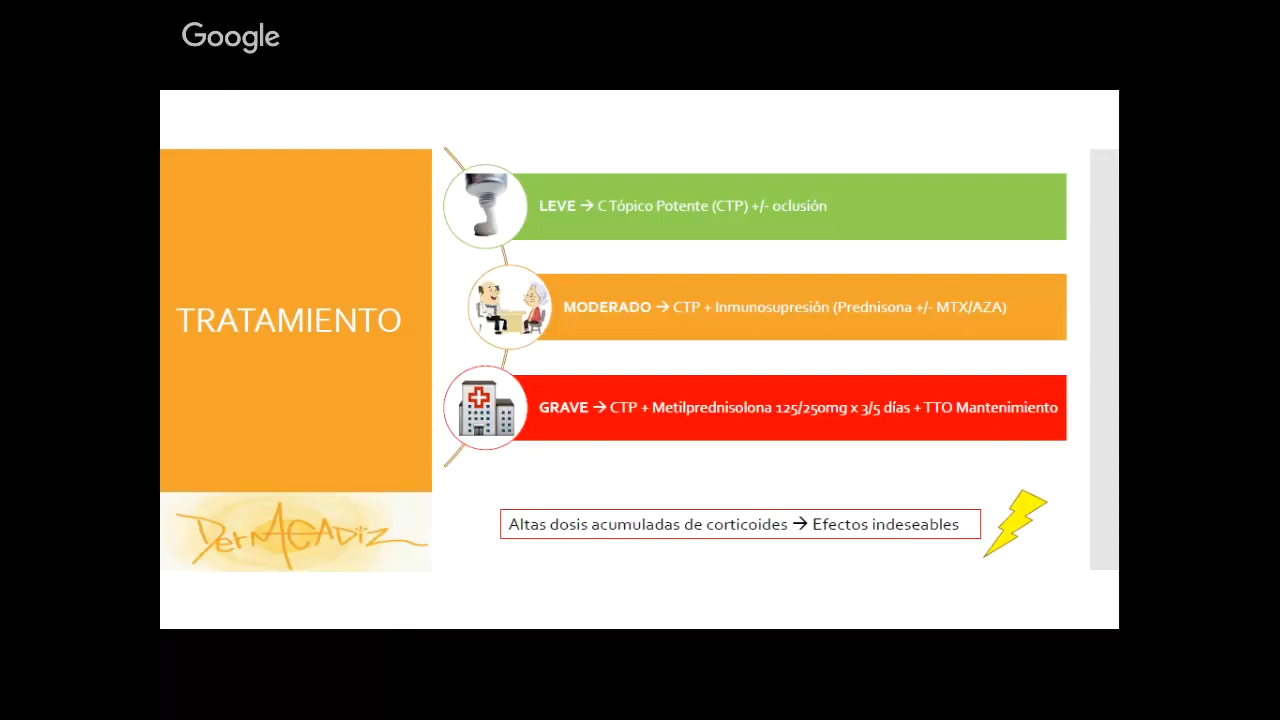 Google
TRATAMIENTO
LEVE → C Tópico Potente (CTP) +/- oclusión
MODERADO → CTP + Inmunosupresión (Prednisona +/- MTX/AZA)
GRAVE → CTP + Metilprednisolona 125/250mg x 3/5 días + TTO Mantenimiento
Altas dosis acumuladas de corticoides → Efectos indeseables
DermACádiz